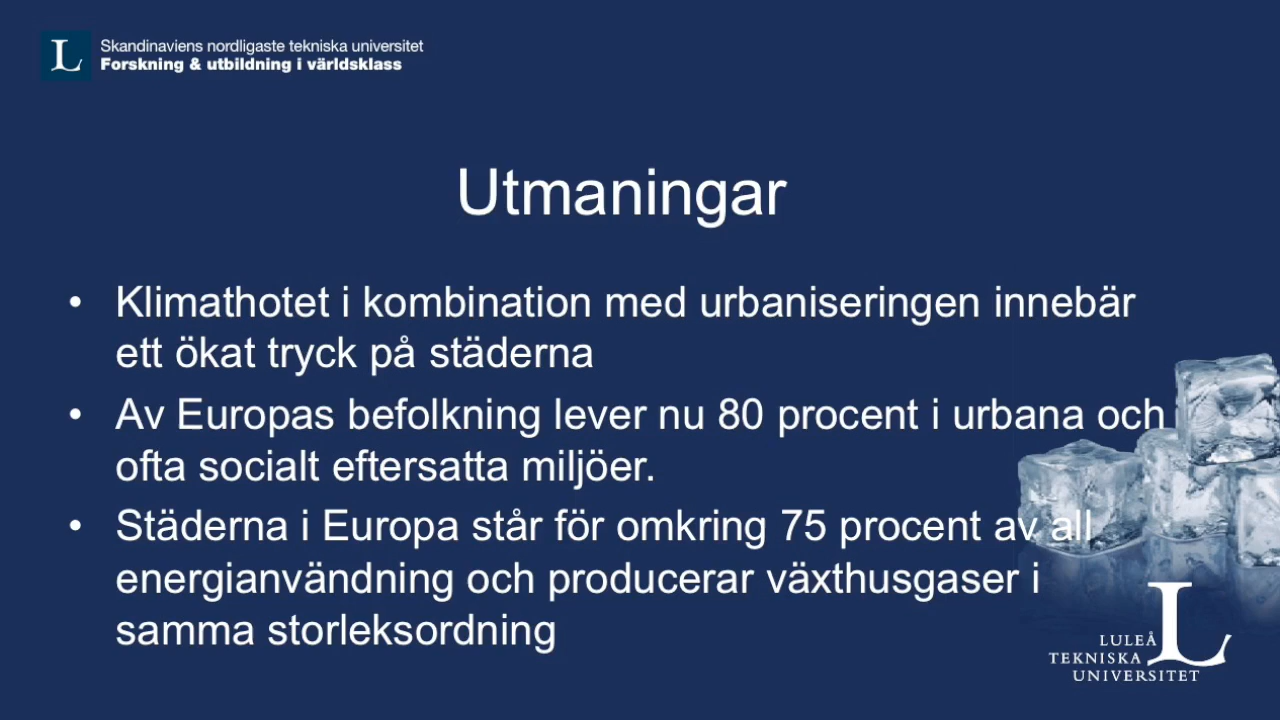 L Skandinaviens nordligaste tekniska universitet
Forskning & utbildning i världsklass
Utmaningar
• Klimathotet i kombination med urbaniseringen innebär
ett ökat tryck på städerna
• Av Europas befolkning lever nu 80 procent i urbana och
ofta socialt eftersatta miljöer.
• Städerna i Europa står för omkring 75 procent av all
energianvändning och producerar växthusgaser i
samma storleksordning
L
LULEÅ
TEKNISKA
UNIVERSITET